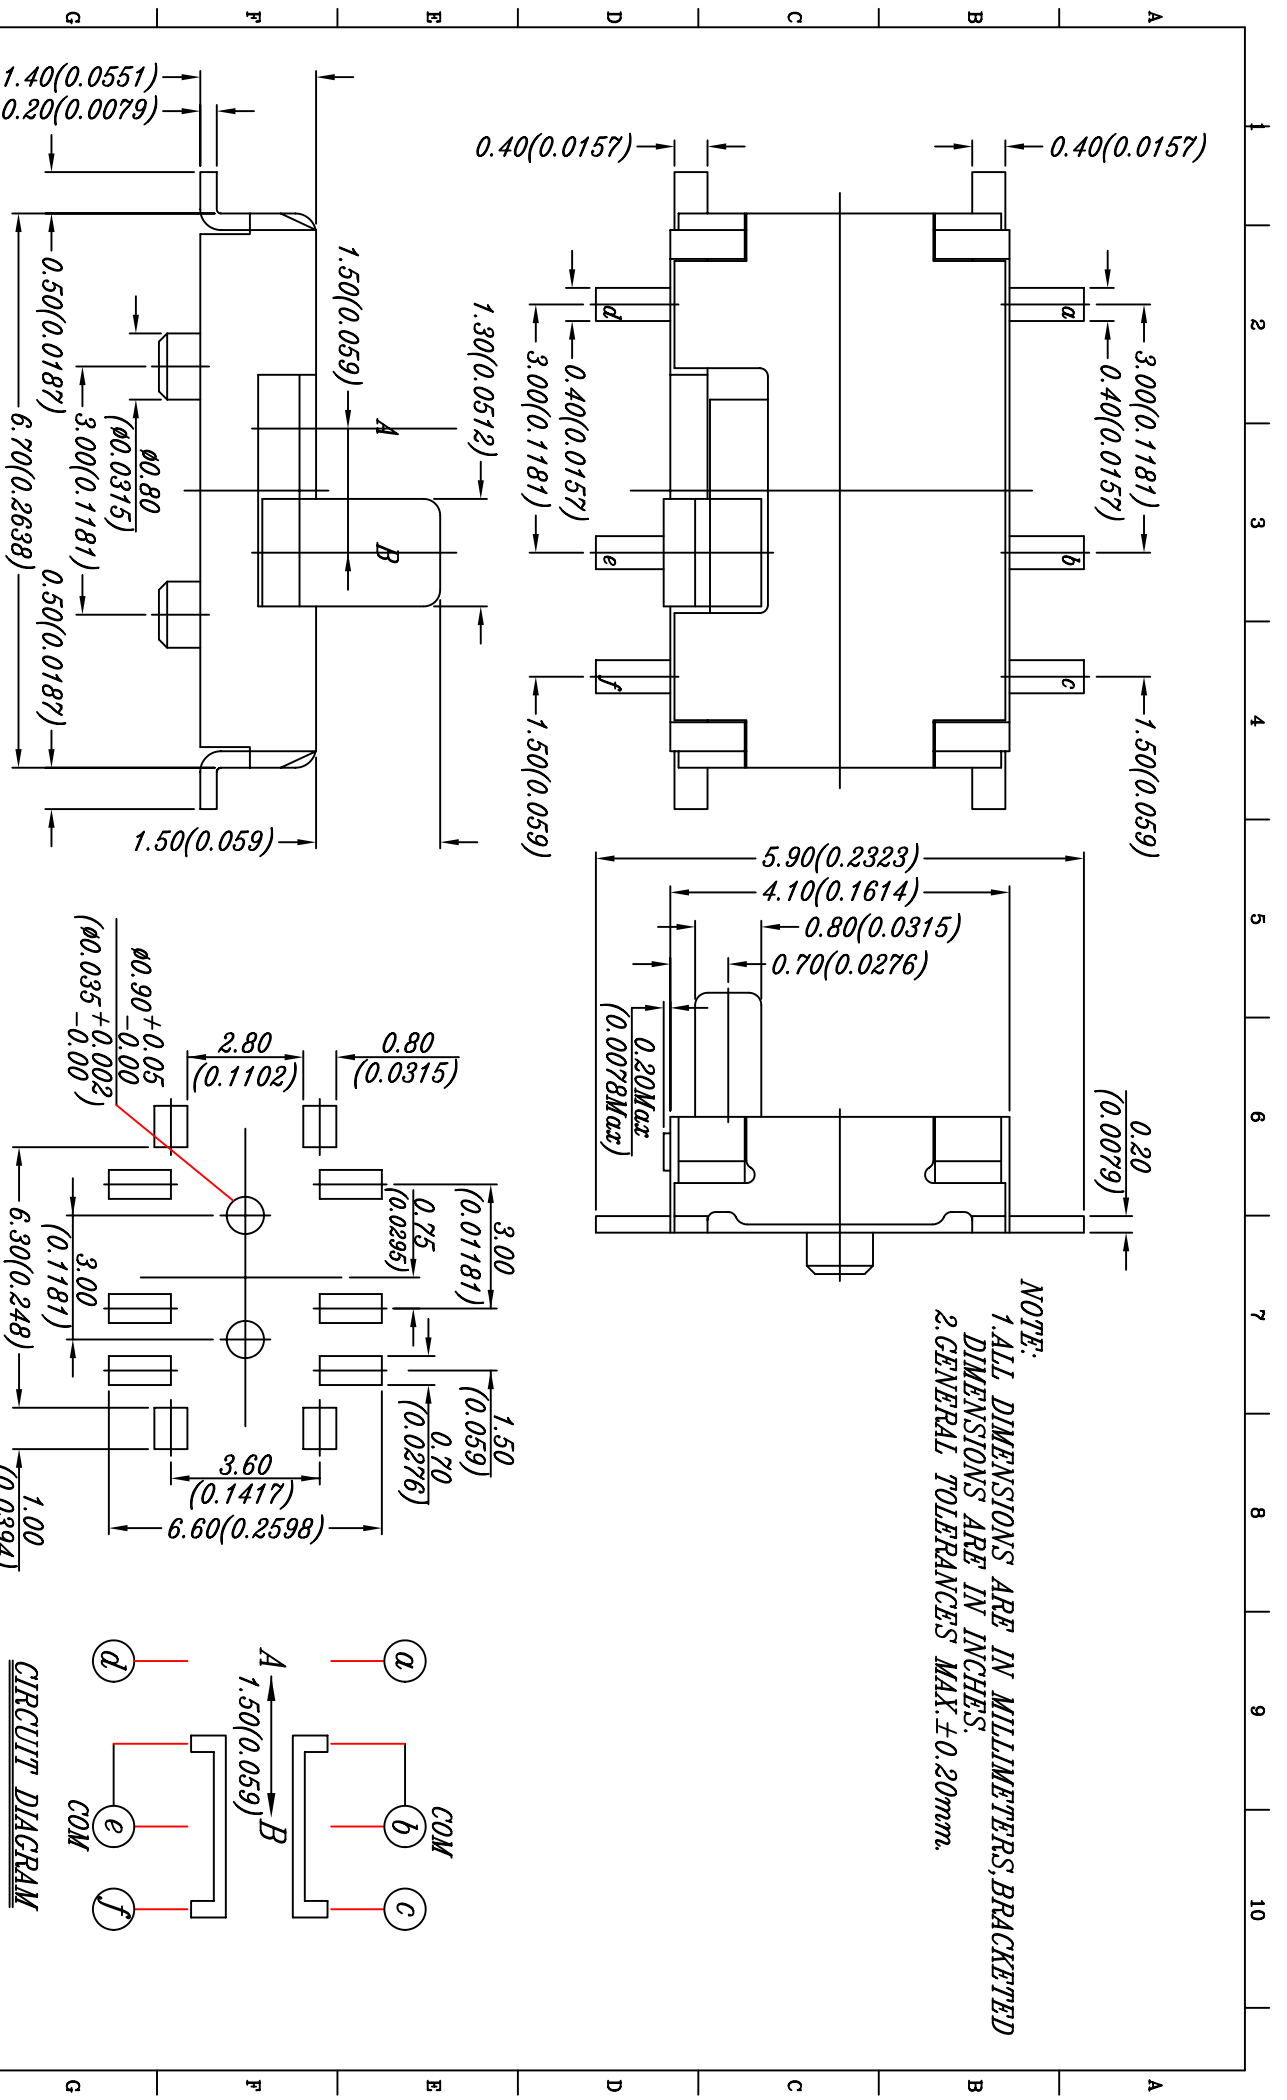 1
2
3
4
5
6
7
8
9
10
A
A
B
B
C
C
D
D
E
E
F
F
G
G
0.40(0.0157)
0.40(0.0157)
3.00(0.1181)
0.40(0.0157)
1.50(0.059)
a
b
c
d
e
f
0.40(0.0157)
3.00(0.1181)
1.50(0.059)
5.90(0.2323)
4.10(0.1614)
0.80(0.0315)
0.70(0.0276)
0.20Max
(0.0078Max)
0.20
(0.0079)
NOTE:
1.ALL DIMENSIONS ARE IN MILLIMETERS,BRACKETED
DIMENSIONS ARE IN INCHES.
2.GENERAL TOLERANCES MAX.±0.20mm.
1.30(0.0512)
1.50(0.059)
A
B
1.40(0.0551)
0.20(0.0079)
1.50(0.059)
ø0.80
(ø0.0315)
3.00(0.1181)
0.50(0.0187)
0.50(0.0187)
6.70(0.2638)
3.00
(0.01181)
1.50
(0.059)
0.75
(0.0295)
0.70
(0.0276)
0.80
(0.0315)
2.80
(0.1102)
ø0.90 +0.05
-0.00
(ø0.035 +0.002
-0.00 )
3.60
(0.1417)
6.60(0.2598)
3.00
(0.1181)
6.30(0.248)
1.00
(0.0394)
COM
a
b
c
A
B
1.50(0.059)
d
e
f
COM
CIRCUIT DIAGRAM